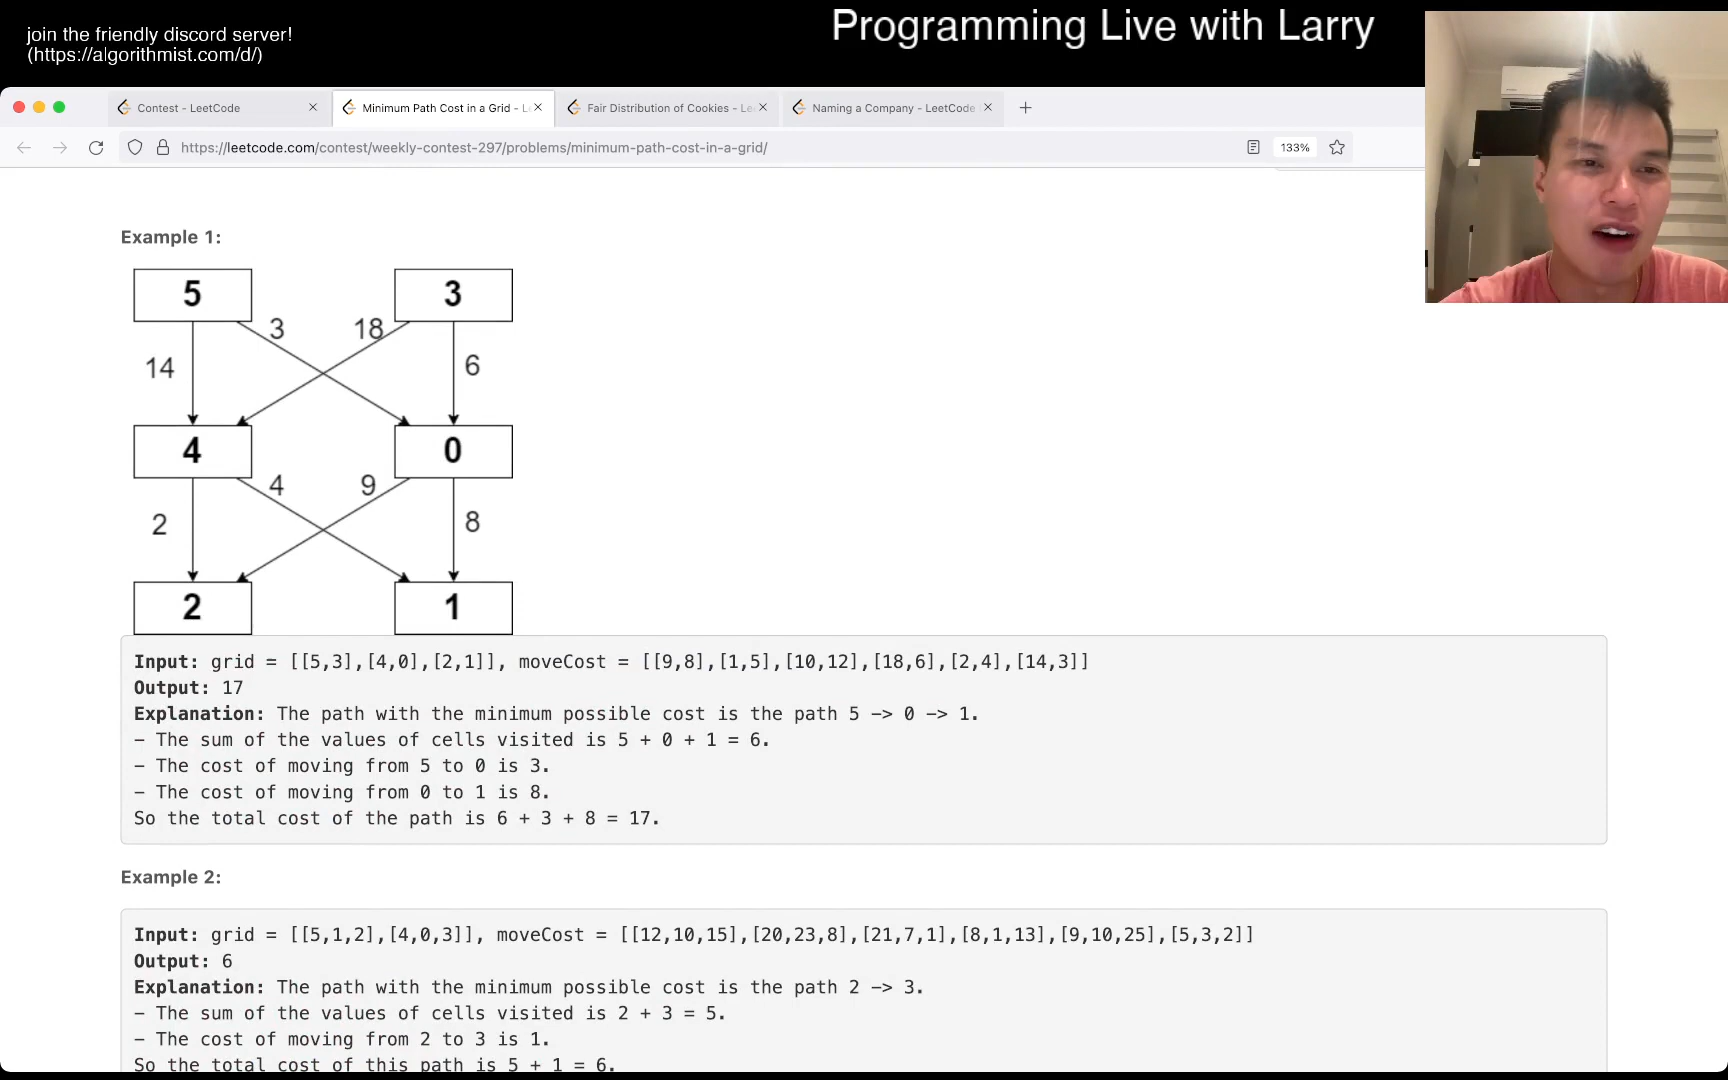 join the friendly discord server!
(https://algorithmist.com/d/)
Programming Live with Larry
Contest - LeetCode
Minimum Path Cost in a Grid - L
Fair Distribution of Cookies - Le
Naming a Company - LeetCode
https://leetcode.com/contest/weekly-contest-297/problems/minimum-path-cost-in-a-grid/
133%
Example 1:
5 3
3 18
14 6
4 0
4 9
2 8
2 1
Input: grid = [[5,3],[4,0],[2,1]], moveCost = [[9,8],[1,5],[10,12],[18,6],[2,4],[14,3]]
Output: 17
Explanation: The path with the minimum possible cost is the path 5 -> 0 -> 1.
- The sum of the values of cells visited is 5 + 0 + 1 = 6.
- The cost of moving from 5 to 0 is 3.
- The cost of moving from 0 to 1 is 8.
So the total cost of the path is 6 + 3 + 8 = 17.
Example 2:
Input: grid = [[5,1,2],[4,0,3]], moveCost = [[12,10,15],[20,23,8],[21,7,1],[8,1,13],[9,10,25],[5,3,2]]
Output: 6
Explanation: The path with the minimum possible cost is the path 2 -> 3.
- The sum of the values of cells visited is 2 + 3 = 5.
- The cost of moving from 2 to 3 is 1.
So the total cost of this path is 5 + 1 = 6.